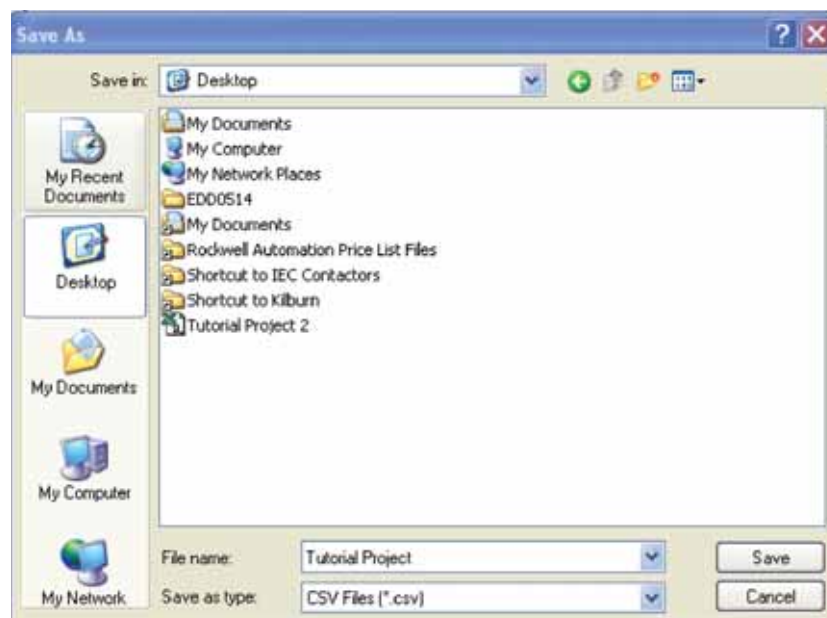 Save As
Save in:
Desktop
My Recent
Documents
Desktop
My Documents
My Computer
My Network
My Documents
My Computer
My Network Places
EDD0514
My Documents
Rockwell Automation Price List Files
Shortcut to IEC Contactors
Shortcut to Kilburn
Tutorial Project 2
File name:
Tutorial Project
Save
Save as type:
CSV Files (*.csv)
Cancel